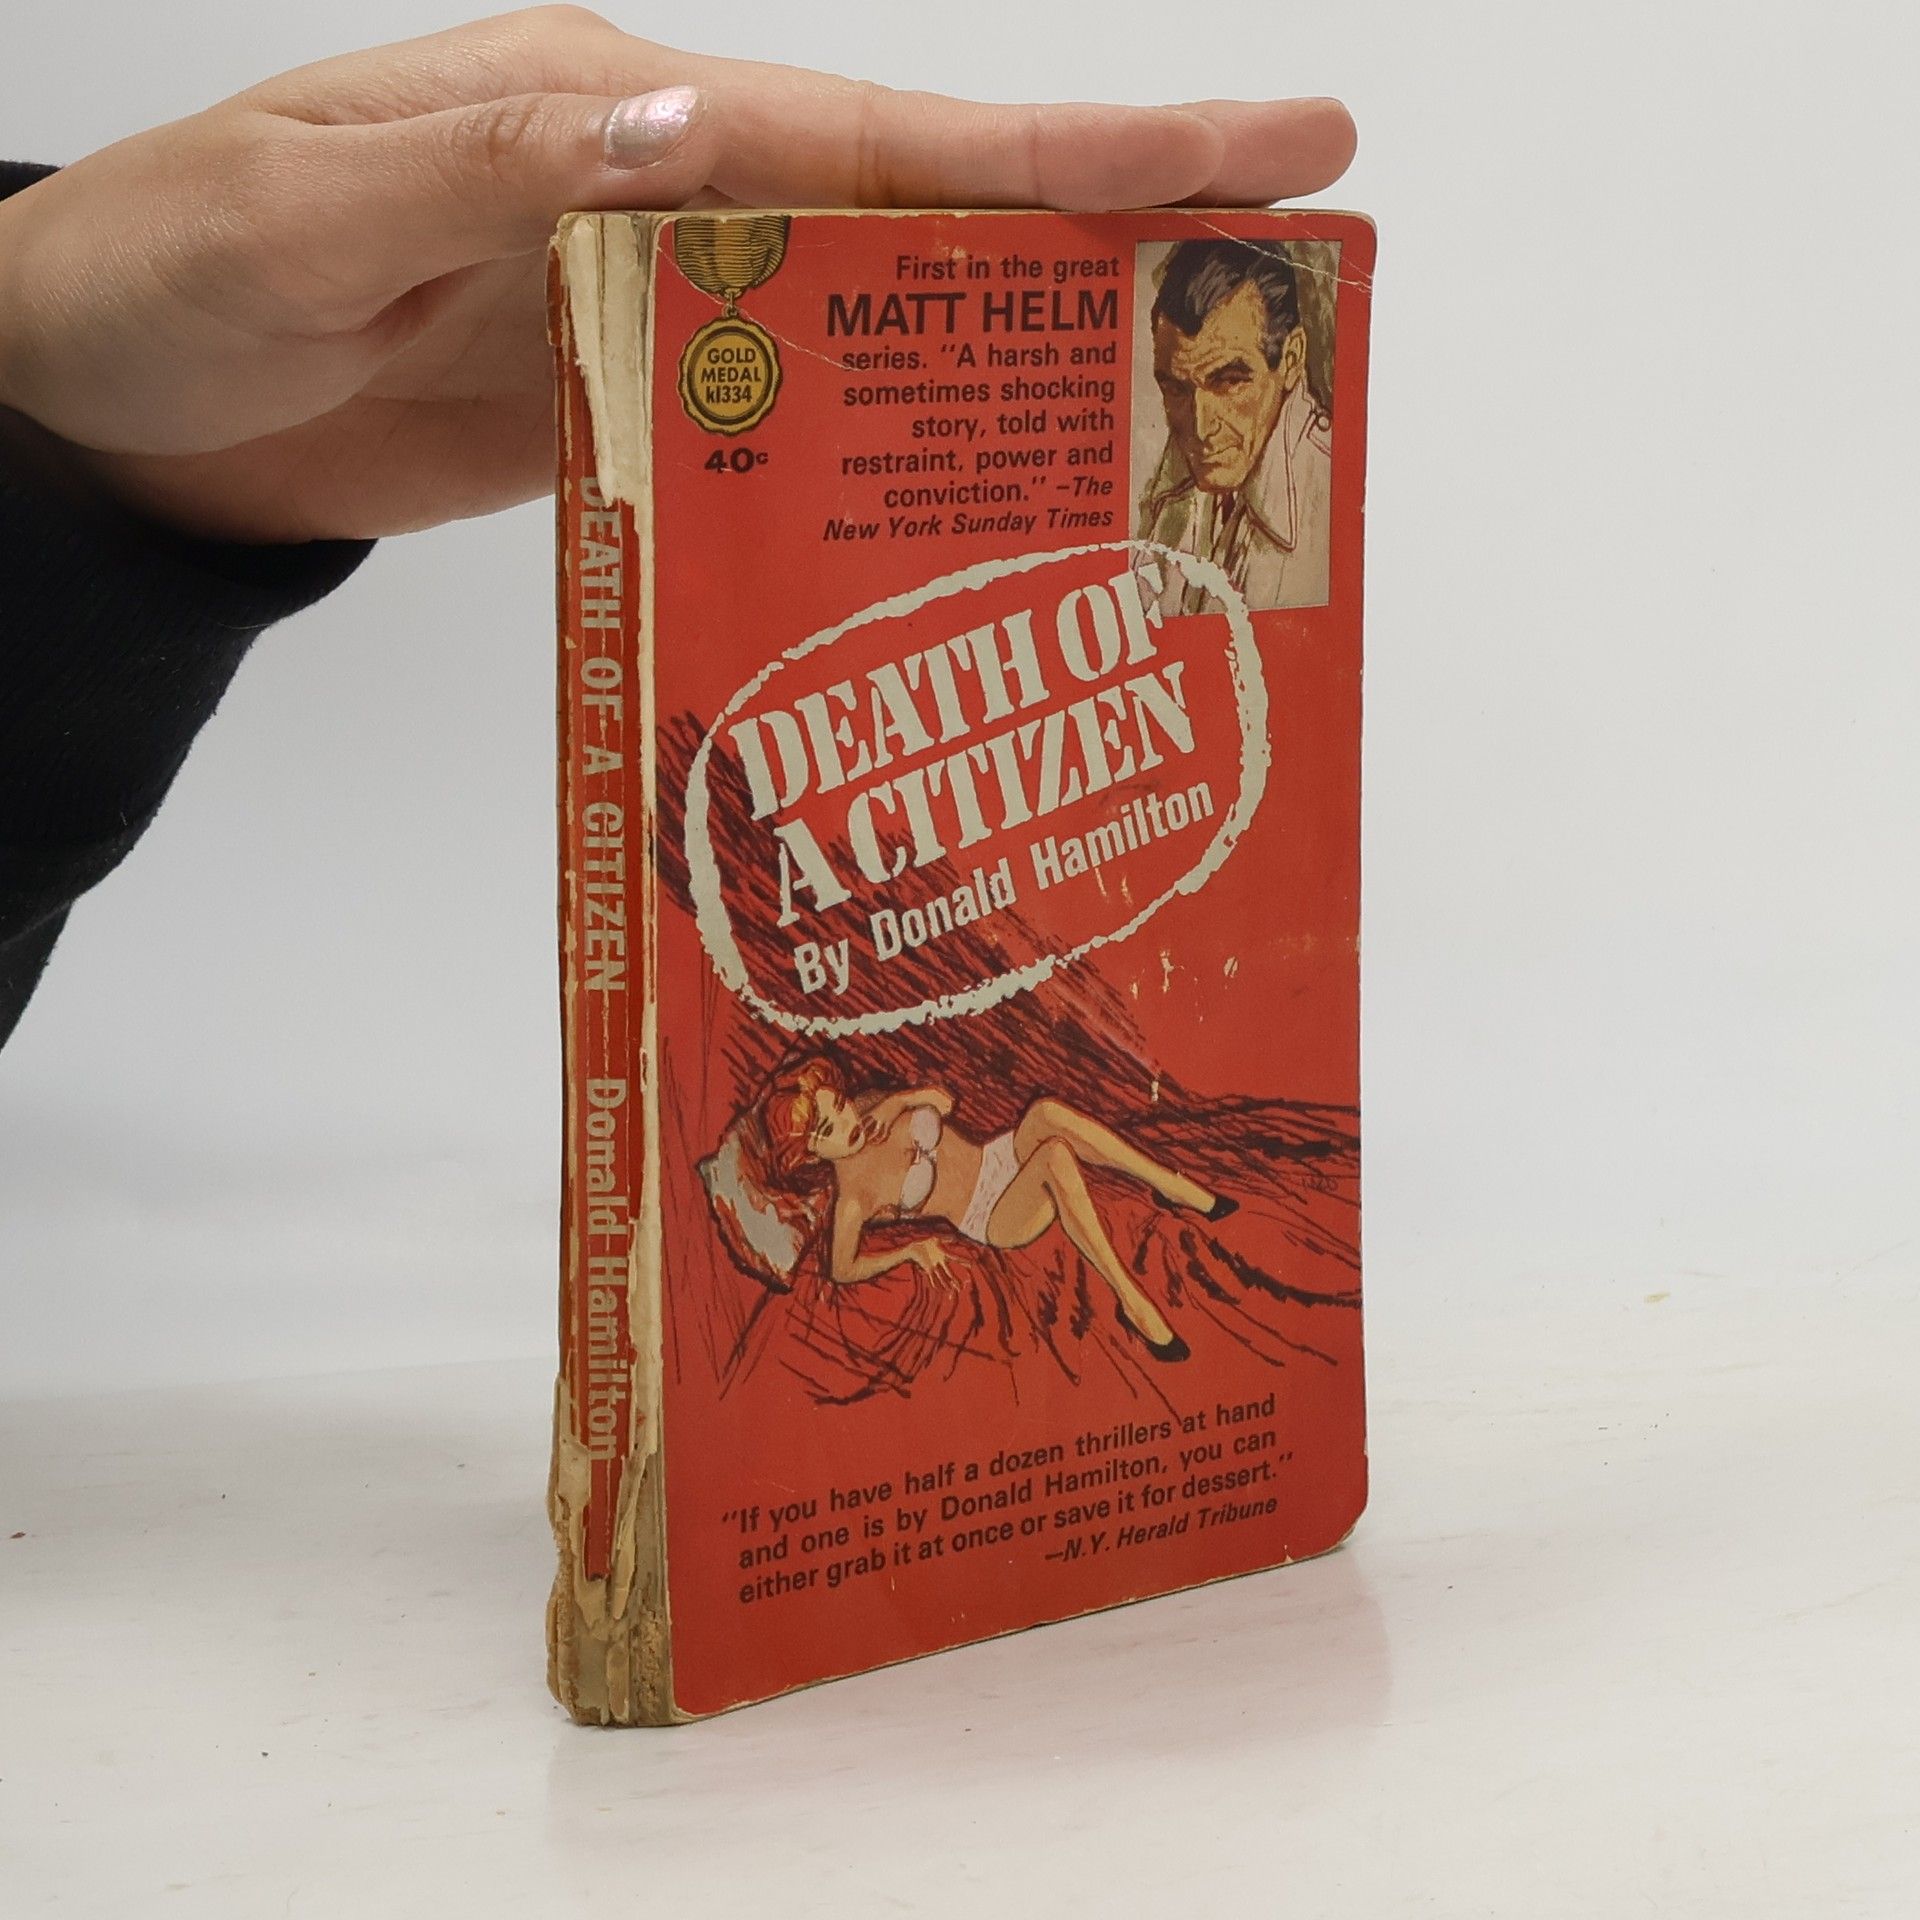 DEATH OF A CITIZEN Donald Hamilton
GOLD
MEDAL
k1334
40c
First in the great
MATT HELM
series. "A harsh and
sometimes shocking
story, told with
restraint, power and
conviction." –The
New York Sunday Times
DEATH OF
A CITIZEN
By Donald Hamilton
"If you have half a dozen thrillers at hand
and one is by Donald Hamilton, you can
either grab it at once or save it for dessert."
—N.Y. Herald Tribune